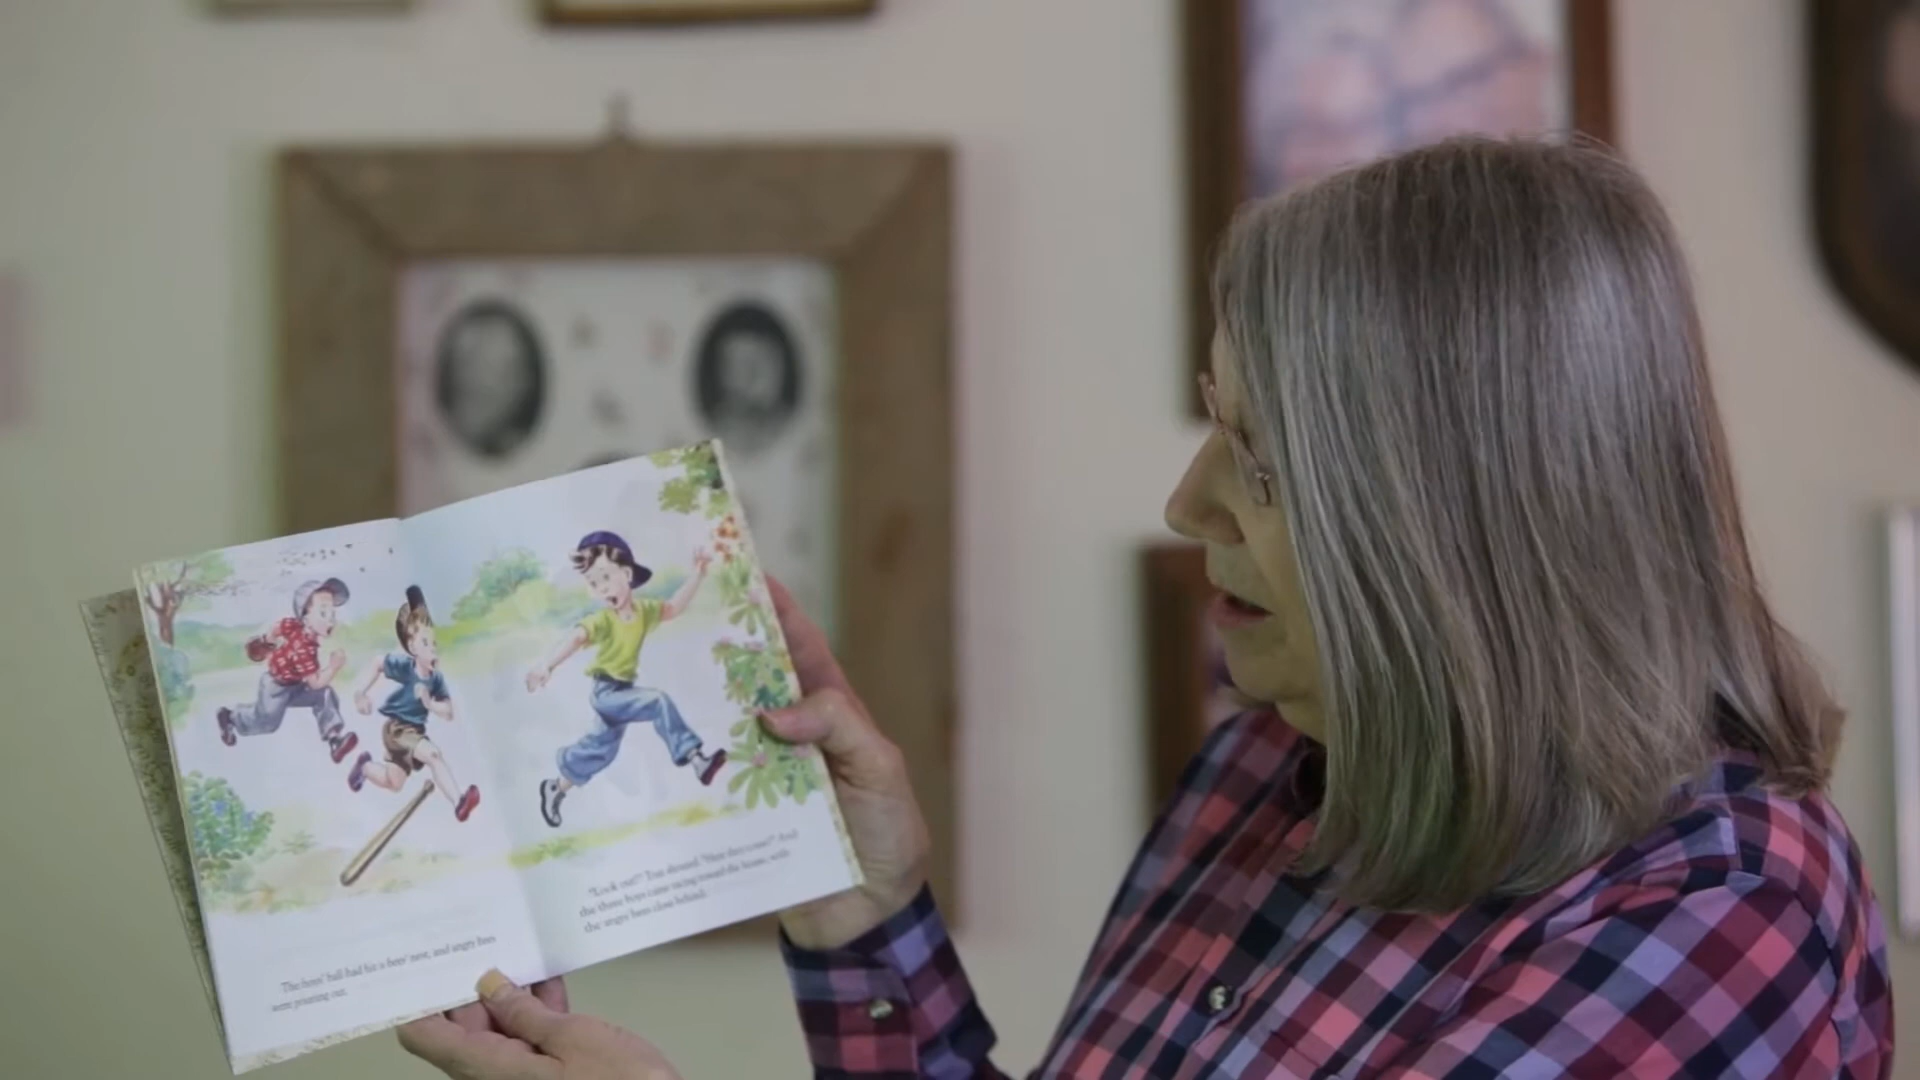 The boys' ball had hit a bees' nest, and angry bees
were pouring out.
"Look out!" Tom shouted. "Here they come!" And
the three boys came racing toward the house, with
the angry bees close behind.